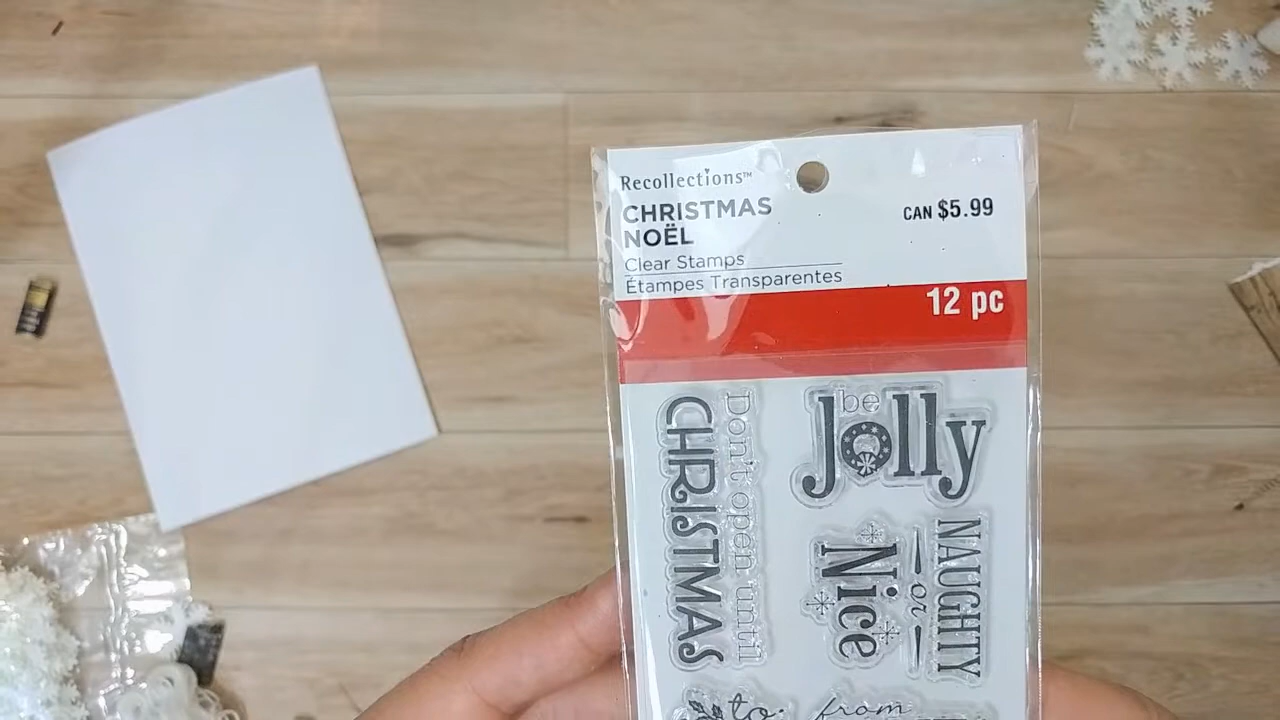 Recollections™
CHRISTMAS
NOËL
CAN $5.99
Clear Stamps
Étampes Transparentes
12 pc
Don't open until
CHRISTMAS
be
Jolly
NAUGHTY
or
Nice
to:
from